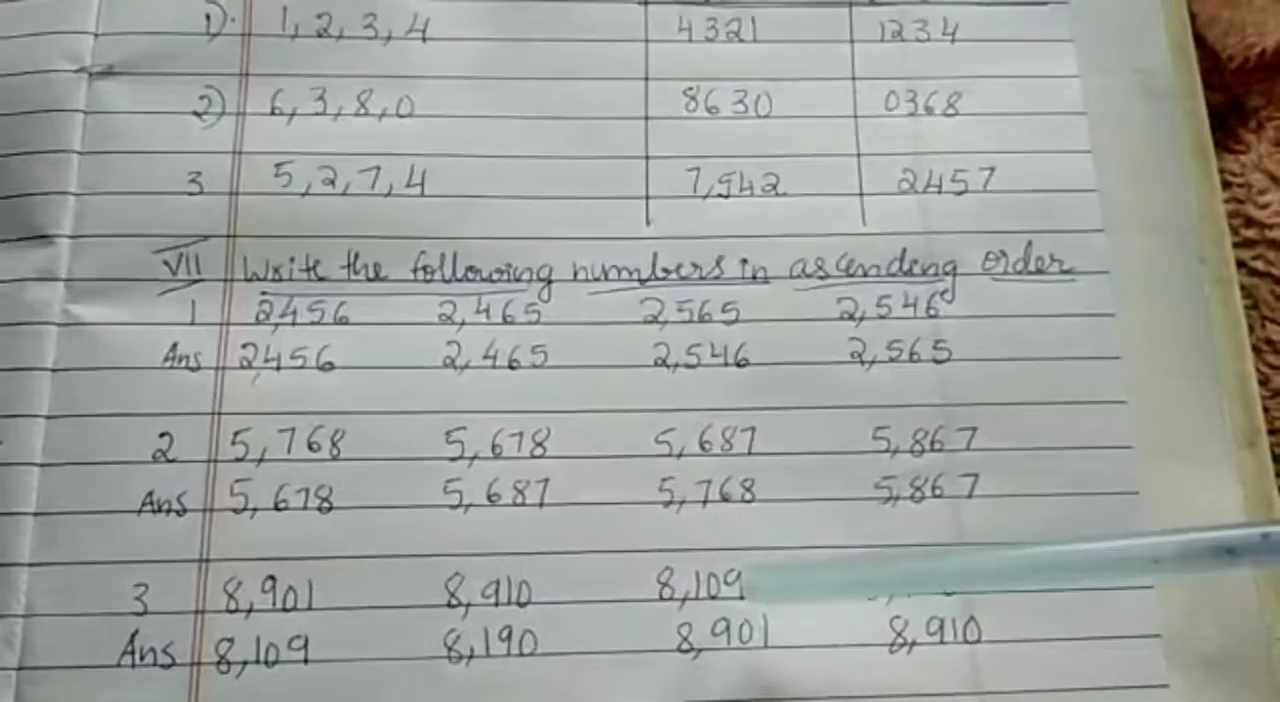 1). 1, 2, 3, 4 4321 1234
2) 6, 3, 8, 0 8630 0368
3 5, 2, 7, 4 7,542 2457
VII Write the following numbers in ascending order
1 2,456 2,465 2,565 2,546
Ans 2456 2,465 2,546 2,565
2 5,768 5,678 5,687 5,867
Ans 5,678 5,687 5,768 5,867
3 8,901 8,910 8,109
Ans 8,109 8,190 8,901 8,910